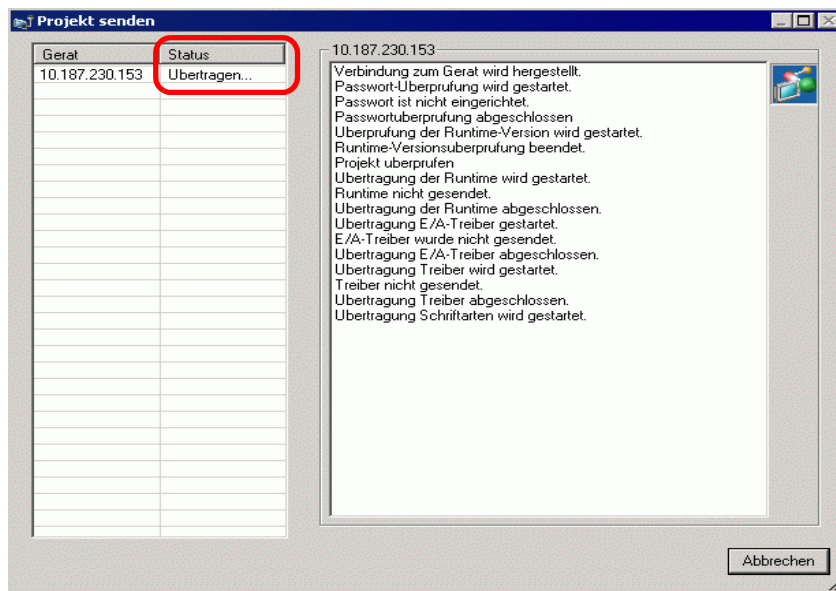 Projekt senden
Gerat Status
10.187.230.153 Ubertragen...
10.187.230.153
Verbindung zum Gerat wird hergestellt.
Passwort-Uberprufung wird gestartet.
Passwort ist nicht eingerichtet.
Passwortuberprufung abgeschlossen
Uberprufung der Runtime-Version wird gestartet.
Runtime-Versionsuberprufung beendet.
Projekt uberprufen
Ubertragung der Runtime wird gestartet.
Runtime nicht gesendet.
Ubertragung der Runtime abgeschlossen.
Ubertragung E/A-Treiber gestartet.
E/A-Treiber wurde nicht gesendet.
Ubertragung E/A-Treiber abgeschlossen.
Ubertragung Treiber wird gestartet.
Treiber nicht gesendet.
Ubertragung Treiber abgeschlossen.
Ubertragung Schriftarten wird gestartet.
Abbrechen